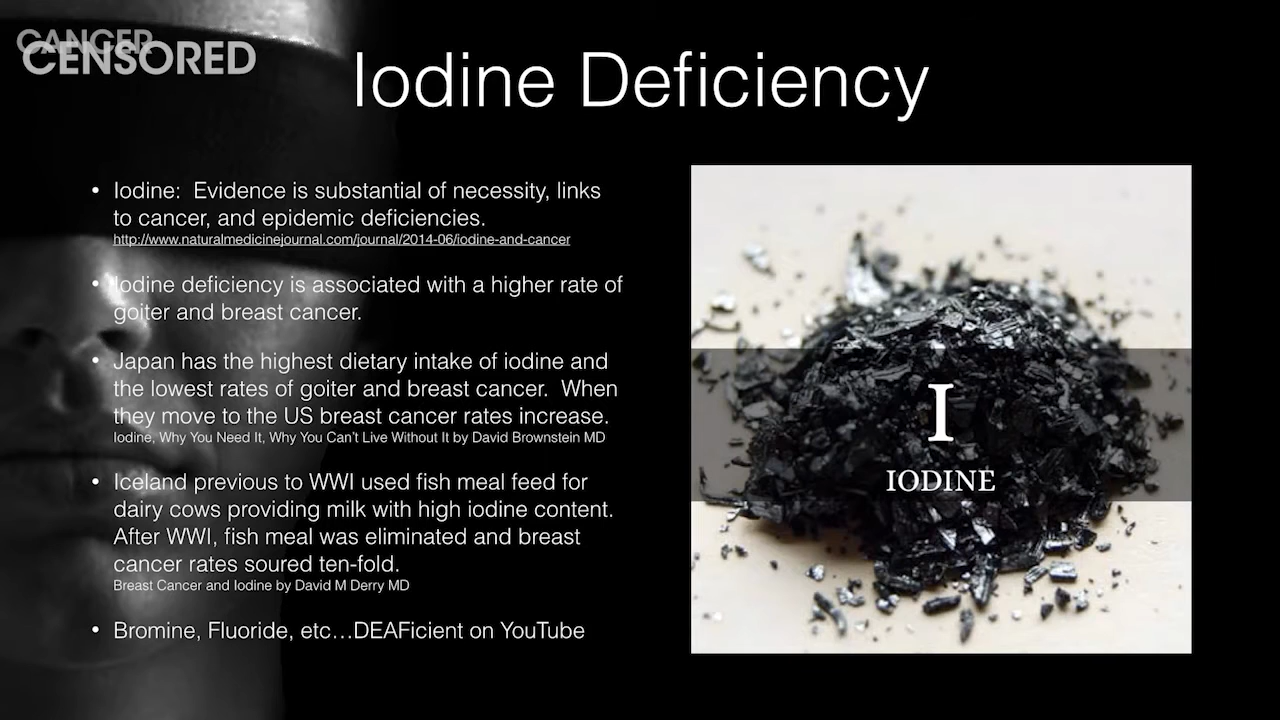 CANCER
CENSORED
Iodine Deficiency
• Iodine:  Evidence is substantial of necessity, links
to cancer, and epidemic deficiencies.
http://www.naturalmedicinejournal.com/journal/2014-06/iodine-and-cancer
• Iodine deficiency is associated with a higher rate of
goiter and breast cancer.
• Japan has the highest dietary intake of iodine and
the lowest rates of goiter and breast cancer.  When
they move to the US breast cancer rates increase.
Iodine, Why You Need It, Why You Can't Live Without It by David Brownstein MD
• Iceland previous to WWI used fish meal feed for
dairy cows providing milk with high iodine content.
After WWI, fish meal was eliminated and breast
cancer rates soured ten-fold.
Breast Cancer and Iodine by David M Derry MD
• Bromine, Fluoride, etc…DEAFicient on YouTube
I
IODINE